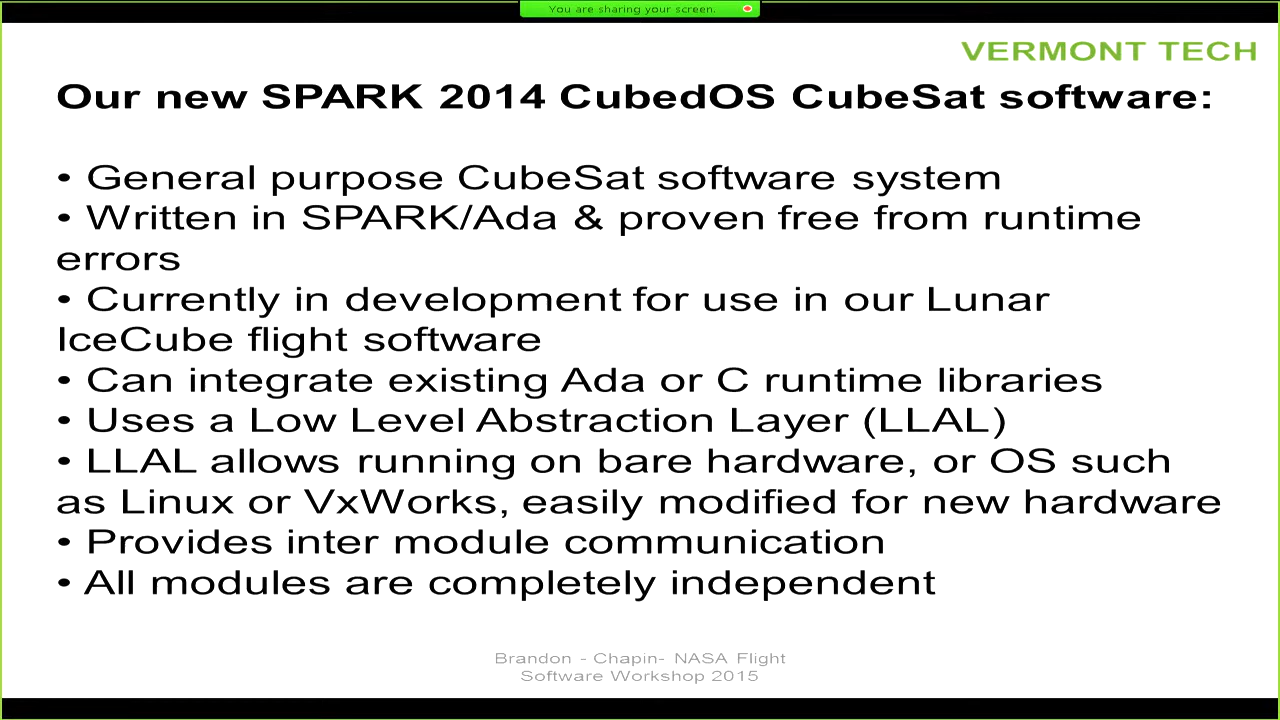 You are sharing your screen.
VERMONT TECH
Our new SPARK 2014 CubedOS CubeSat software:
• General purpose CubeSat software system
• Written in SPARK/Ada & proven free from runtime
errors
• Currently in development for use in our Lunar
IceCube flight software
• Can integrate existing Ada or C runtime libraries
• Uses a Low Level Abstraction Layer (LLAL)
• LLAL allows running on bare hardware, or OS such
as Linux or VxWorks, easily modified for new hardware
• Provides inter module communication
• All modules are completely independent
Brandon - Chapin- NASA Flight
Software Workshop 2015